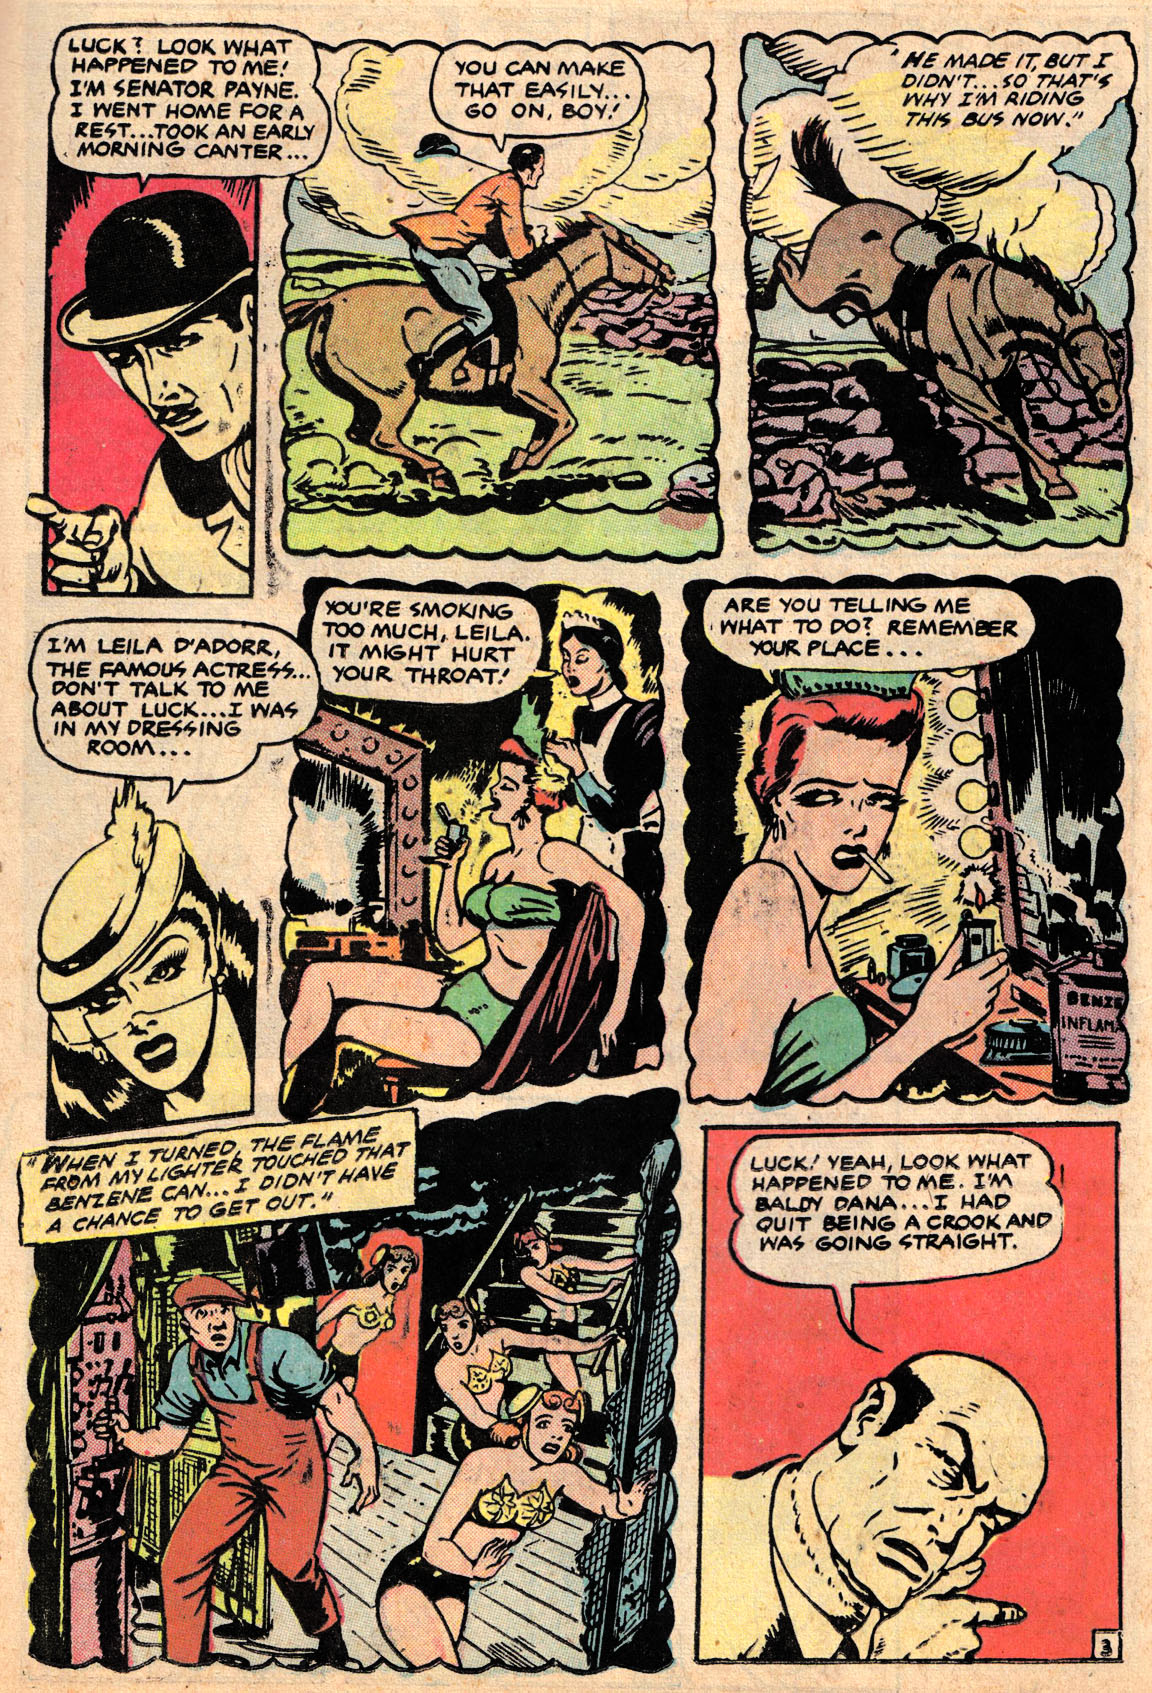 LUCK? LOOK WHAT
HAPPENED TO ME!
I'M SENATOR PAYNE.
I WENT HOME FOR A
REST...TOOK AN EARLY
MORNING CANTER...
YOU CAN MAKE
THAT EASILY...
GO ON, BOY!
"HE MADE IT, BUT I
DIDN'T...SO THAT'S
WHY I'M RIDING
THIS BUS NOW."
I'M LEILA D'ADORR,
THE FAMOUS ACTRESS...
DON'T TALK TO ME
ABOUT LUCK...I WAS
IN MY DRESSING
ROOM...
YOU'RE SMOKING
TOO MUCH, LEILA.
IT MIGHT HURT
YOUR THROAT!
ARE YOU TELLING ME
WHAT TO DO? REMEMBER
YOUR PLACE...
BENZE
INFLAM
"WHEN I TURNED, THE FLAME
FROM MY LIGHTER TOUCHED THAT
BENZENE CAN...I DIDN'T HAVE
A CHANCE TO GET OUT."
LUCK! YEAH, LOOK WHAT
HAPPENED TO ME. I'M
BALDY DANA...I HAD
QUIT BEING A CROOK AND
WAS GOING STRAIGHT.
3